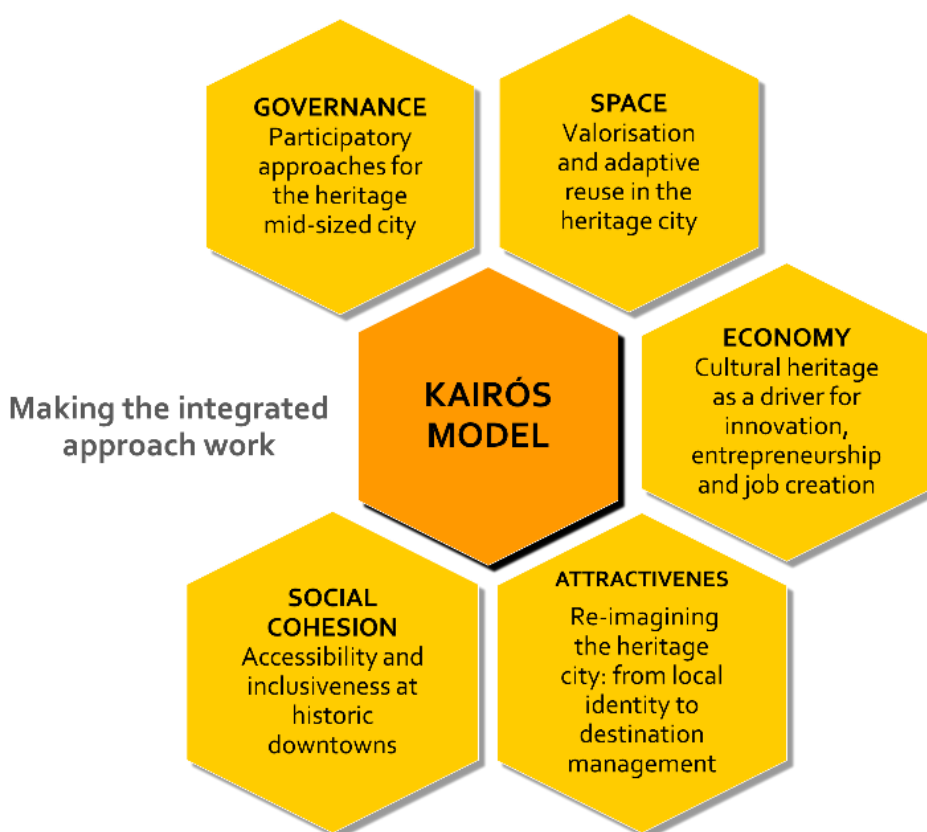 GOVERNANCE
Participatory
approaches for
the heritage
mid-sized city
SPACE
Valorisation
and adaptive
reuse in the
heritage city
ECONOMY
Cultural heritage
as a driver for
innovation,
entrepreneurship
and job creation
KAIRÓS
MODEL
Making the integrated
approach work
SOCIAL
COHESION
Accessibility and
inclusiveness at
historic
downtowns
ATTRACTIVENES
Re-imagining
the heritage
city: from local
identity to
destination
management